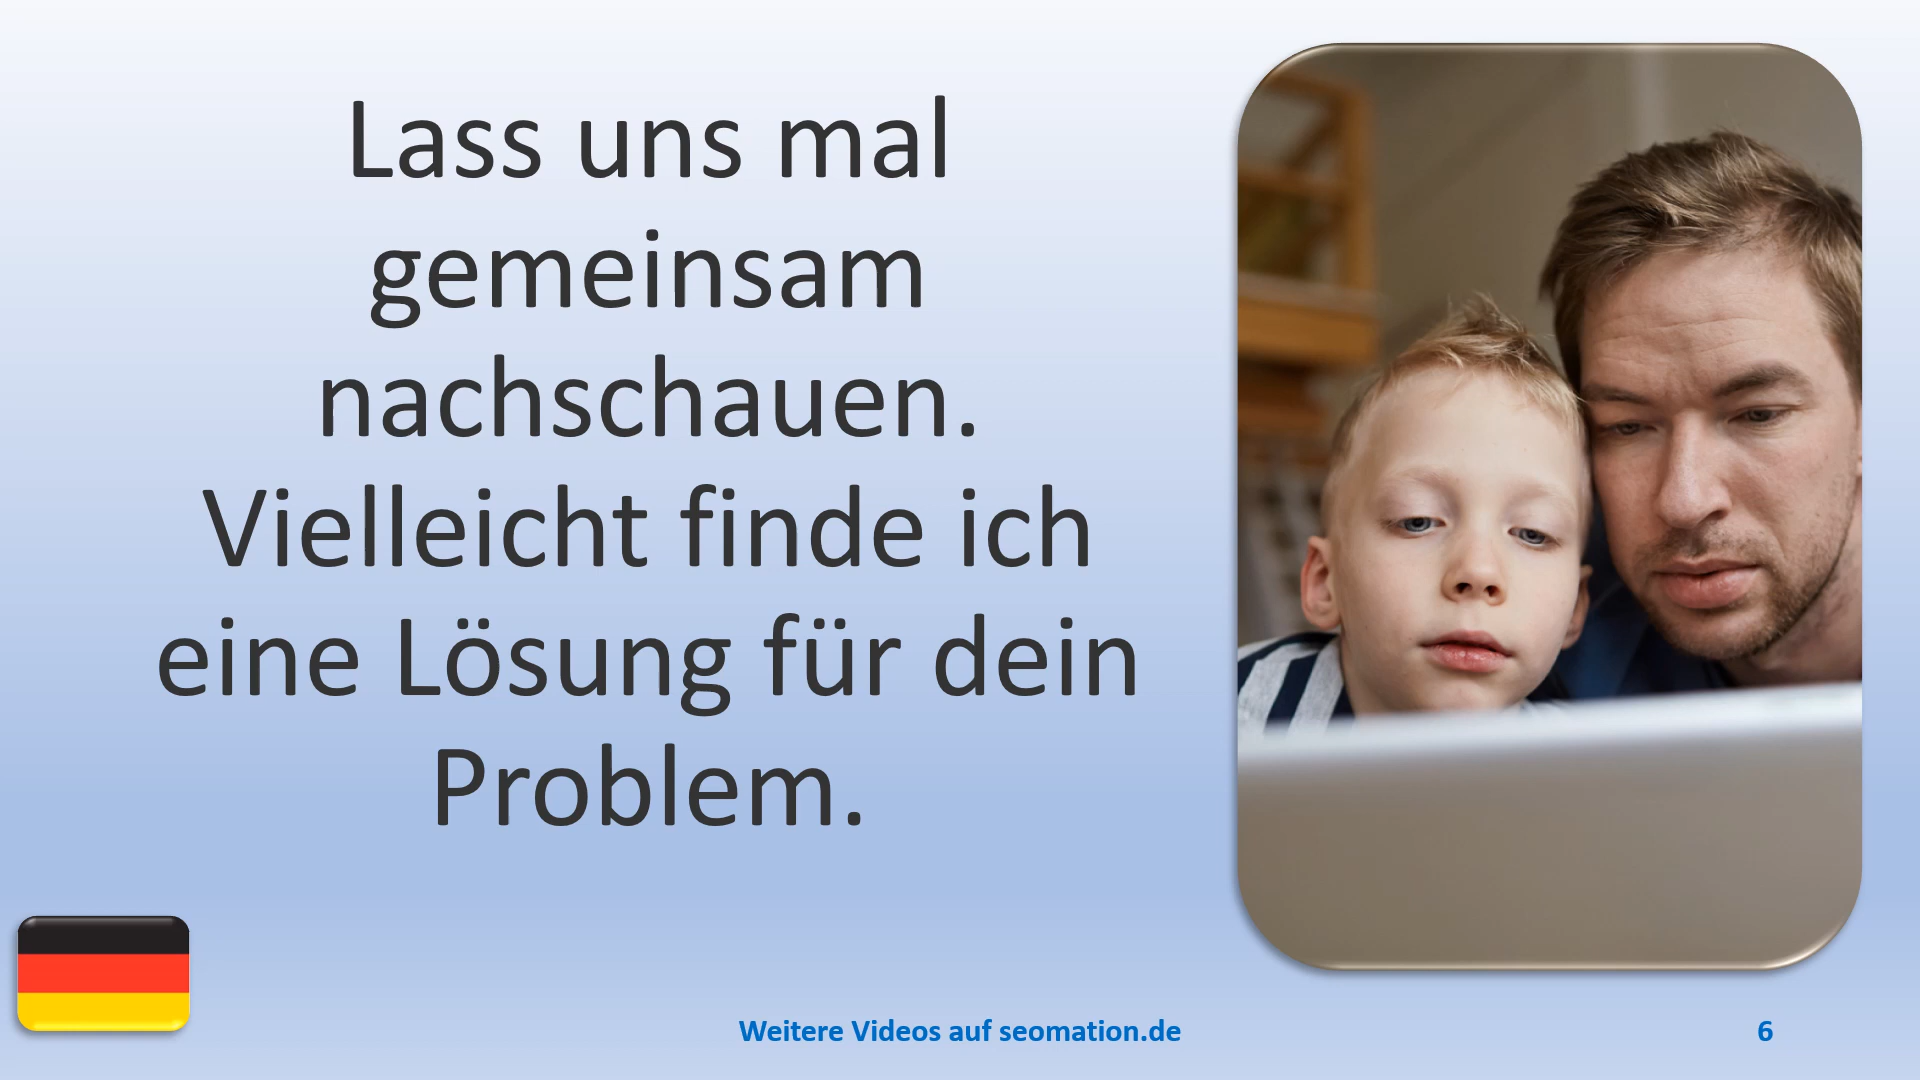 Lass uns mal
gemeinsam
nachschauen.
Vielleicht finde ich
eine Lösung für dein
Problem.
Weitere Videos auf seomation.de
6